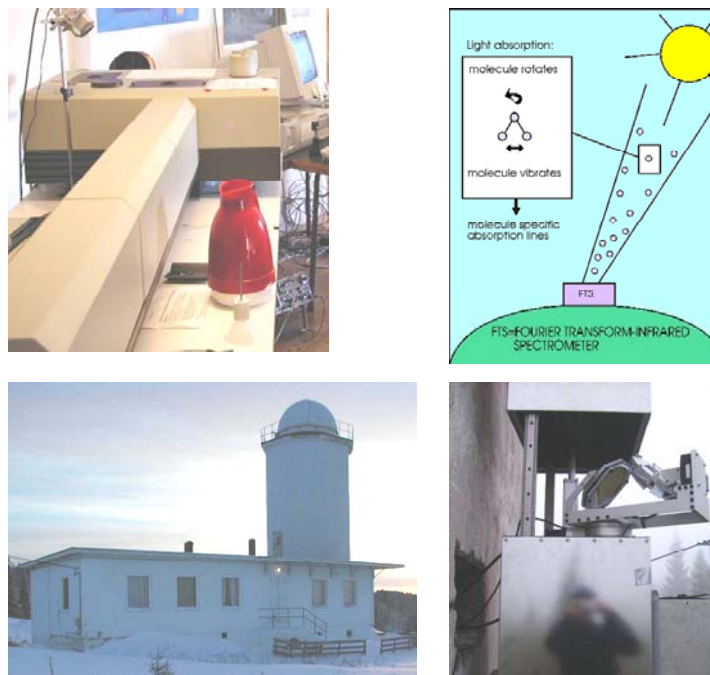 Light absorption:
molecule rotates
molecule vibrates
molecule specific
absorption lines
FTS
FTS=FOURIER TRANSFORM-INFRARED
SPECTROMETER